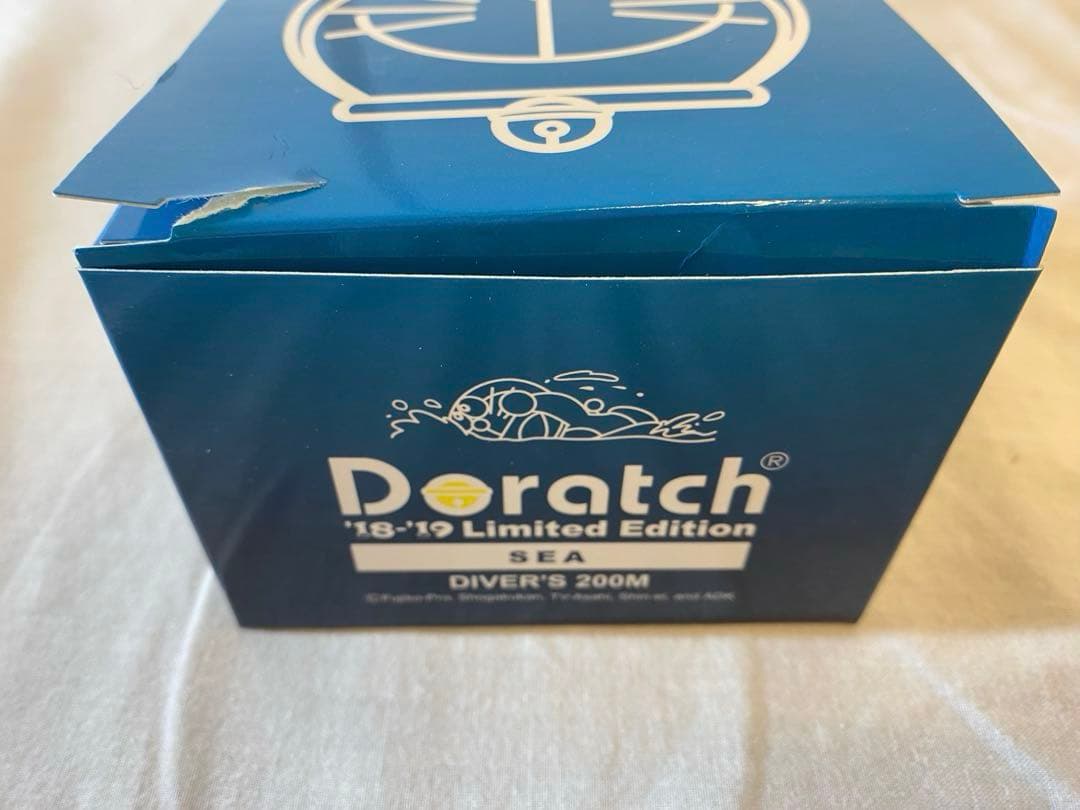 Doratch®
'18-'19 Limited Edition
SEA
DIVER'S 200M
©Fujiko-Pro, Shogakukan, TV-Asahi, Shin-ei, and ADK